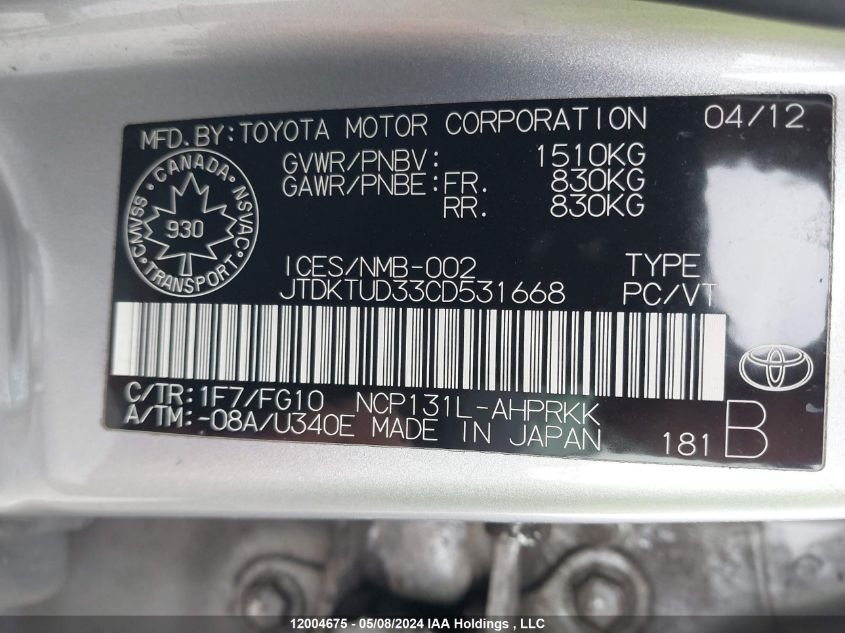 MFD.BY:TOYOTA MOTOR CORPORATION 04/12
GVWR/PNBV: 1510KG
GAWR/PNBE:FR. 830KG
RR. 830KG
CANADA
CMVSS NSVAC
930
TRANSPORT
ICES/NMB-002 TYPE
JTDKTUD33CD531668 PC/VT
C/TR:1F7/FG10 NCP131L-AHPRKK
A/TM:-08A/U340E MADE IN JAPAN 181 B
12004675 - 05/08/2024 IAA Holdings , LLC